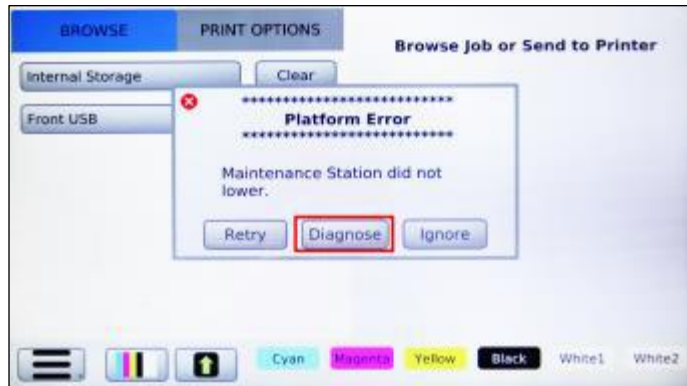 BROWSE
PRINT OPTIONS
Browse Job or Send to Printer
Internal Storage
Clear
Front USB
***************************
Platform Error
***************************
Maintenance Station did not
lower.
Retry
Diagnose
Ignore
Cyan
Magenta
Yellow
Black
White1
White2